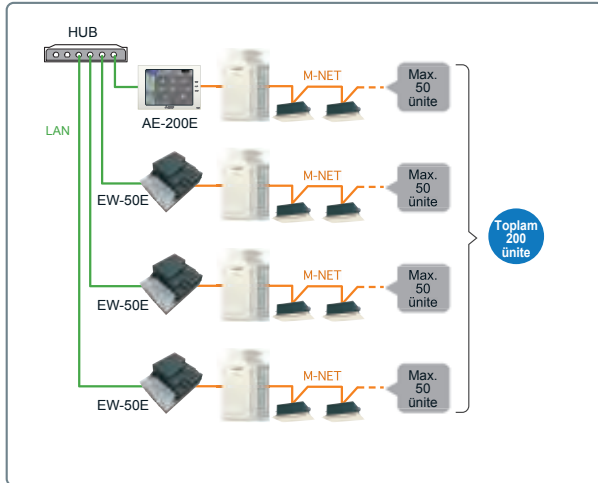 HUB
LAN
AE-200E
M-NET
Max.
50
ünite
EW-50E
M-NET
Max.
50
ünite
Toplam
200
ünite
EW-50E
M-NET
Max.
50
ünite
EW-50E
M-NET
Max.
50
ünite